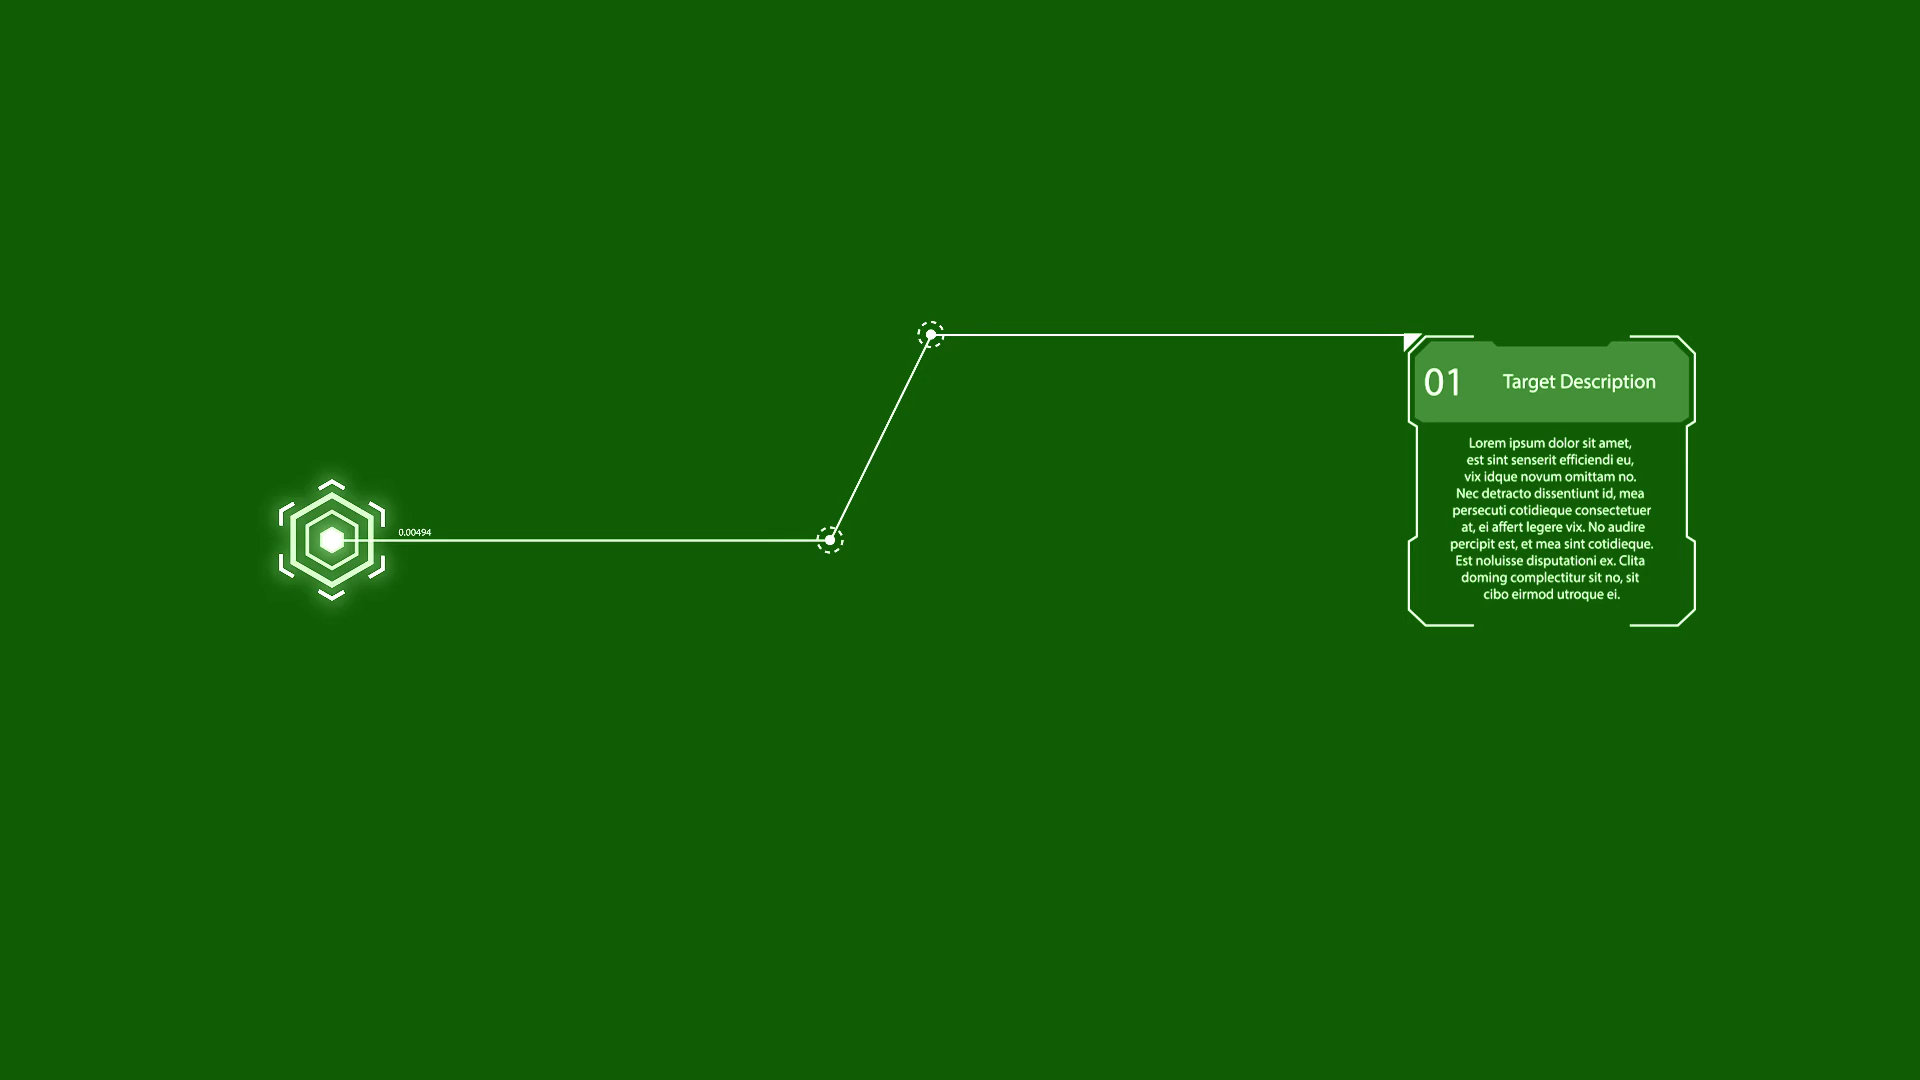 0.00494
01
Target Description
Lorem ipsum dolor sit amet,
est sint senserit efficiendi eu,
vix idque novum omittam no.
Nec detracto dissentiunt id, mea
persecuti cotidieque consectetuer
at, ei affert legere vix. No audire
percipit est, et mea sint cotidieque.
Est noluisse disputationi ex. Clita
doming complectitur sit no, sit
cibo eirmod utroque ei.